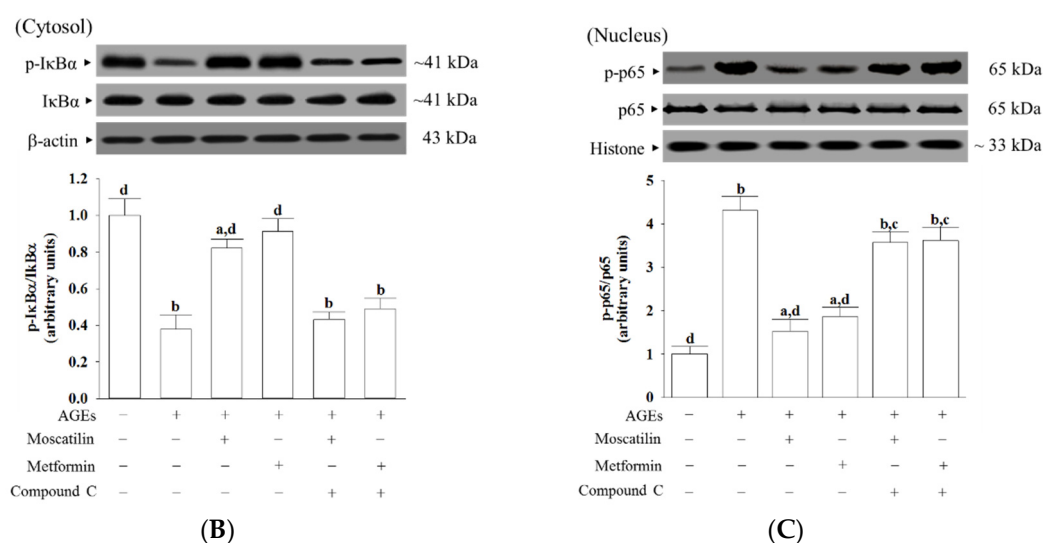 (Cytosol)
p-IκBα ~41 kDa
IκBα ~41 kDa
β-actin 43 kDa
p-IκBα/IkBα
(arbitrary units)
1.2
1.0
0.8
0.6
0.4
0.2
0.0
d b a,d d b b
AGEs – + + + + +
Moscatilin – – + – + –
Metformin – – – + – +
Compound C – – – – + +
(B)
(Nucleus)
p-p65 65 kDa
p65 65 kDa
Histone ~ 33 kDa
p-p65/p65
(arbitrary units)
5
4
3
2
1
0
d b a,d a,d b,c b,c
AGEs – + + + + +
Moscatilin – – + – + –
Metformin – – – + – +
Compound C – – – – + +
(C)